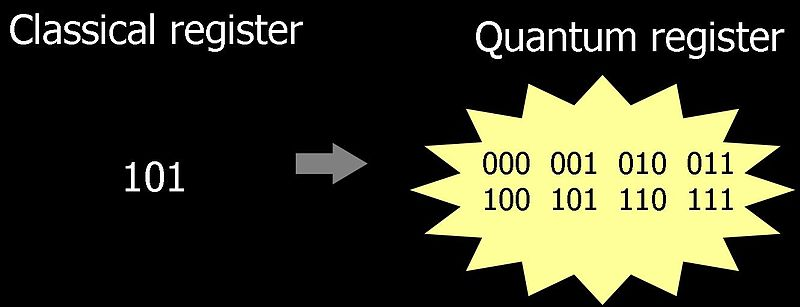 Classical register
Quantum register
101
000 001 010 011
100 101 110 111